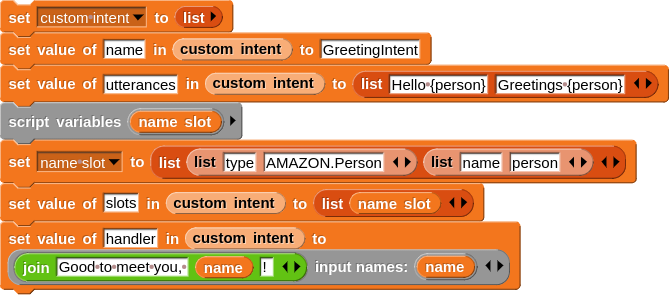 set custom intent to list
set value of name in custom intent to GreetingIntent
set value of utterances in custom intent to list Hello {person} Greetings {person}
script variables name slot
set name slot to list list type AMAZON.Person list name person
set value of slots in custom intent to list name slot
set value of handler in custom intent to
join Good to meet you, name ! input names: name